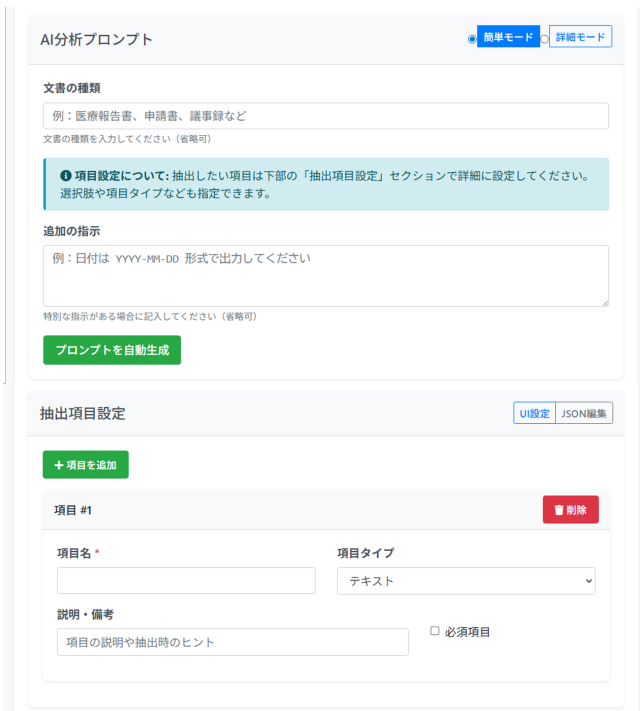 AI分析プロンプト
簡単モード 詳細モード
文書の種類
例：医療報告書、申請書、議事録など
文書の種類を入力してください（省略可）
項目設定について: 抽出したい項目は下部の「抽出項目設定」セクションで詳細に設定してください。
選択肢や項目タイプなども指定できます。
追加の指示
例：日付は YYYY-MM-DD 形式で出力してください
特別な指示がある場合に記入してください（省略可）
プロンプトを自動生成
抽出項目設定
UI設定 JSON編集
+ 項目を追加
項目 #1
削除
項目名 * 項目タイプ
テキスト
説明・備考
項目の説明や抽出時のヒント
必須項目